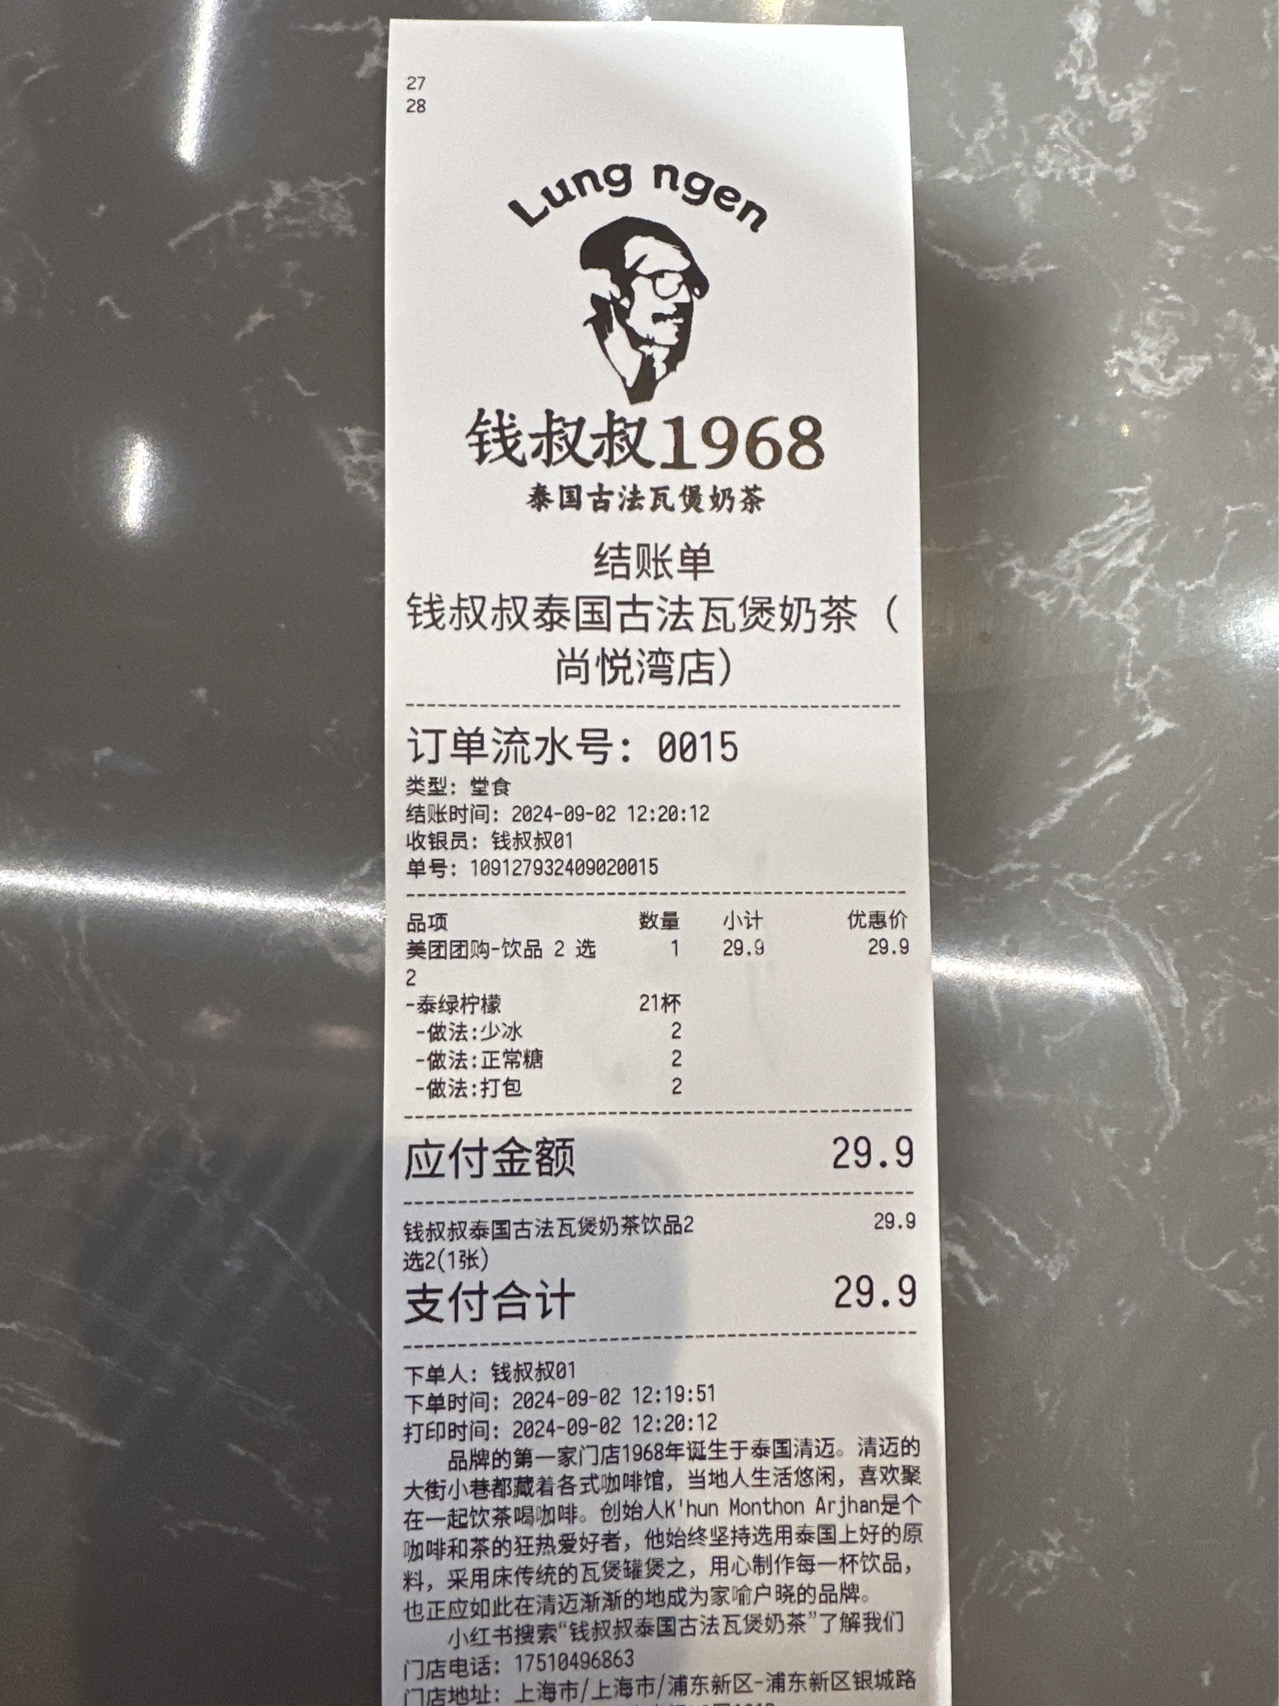 27
28
Lung ngen
钱叔叔1968
泰国古法瓦煲奶茶
结账单
钱叔叔泰国古法瓦煲奶茶（
尚悦湾店）
订单流水号：0015
类型：堂食
结账时间：2024-09-02 12:20:12
收银员：钱叔叔01
单号：109127932409020015
品项 数量 小计 优惠价
美团团购-饮品 2 选 1 29.9 29.9
2
-泰绿柠檬 21杯
-做法:少冰 2
-做法:正常糖 2
-做法:打包 2
应付金额 29.9
钱叔叔泰国古法瓦煲奶茶饮品2 29.9
选2(1张)
支付合计 29.9
下单人：钱叔叔01
下单时间：2024-09-02 12:19:51
打印时间：2024-09-02 12:20:12
品牌的第一家门店1968年诞生于泰国清迈。清迈的
大街小巷都藏着各式咖啡馆，当地人生活悠闲，喜欢聚
在一起饮茶喝咖啡。创始人K'hun Monthon Arjhan是个
咖啡和茶的狂热爱好者，他始终坚持选用泰国上好的原
料，采用床传统的瓦煲罐煲之，用心制作每一杯饮品，
也正应如此在清迈渐渐的地成为家喻户晓的品牌。
小红书搜索“钱叔叔泰国古法瓦煲奶茶”了解我们
门店电话：17510496863
门店地址：上海市/上海市/浦东新区-浦东新区银城路